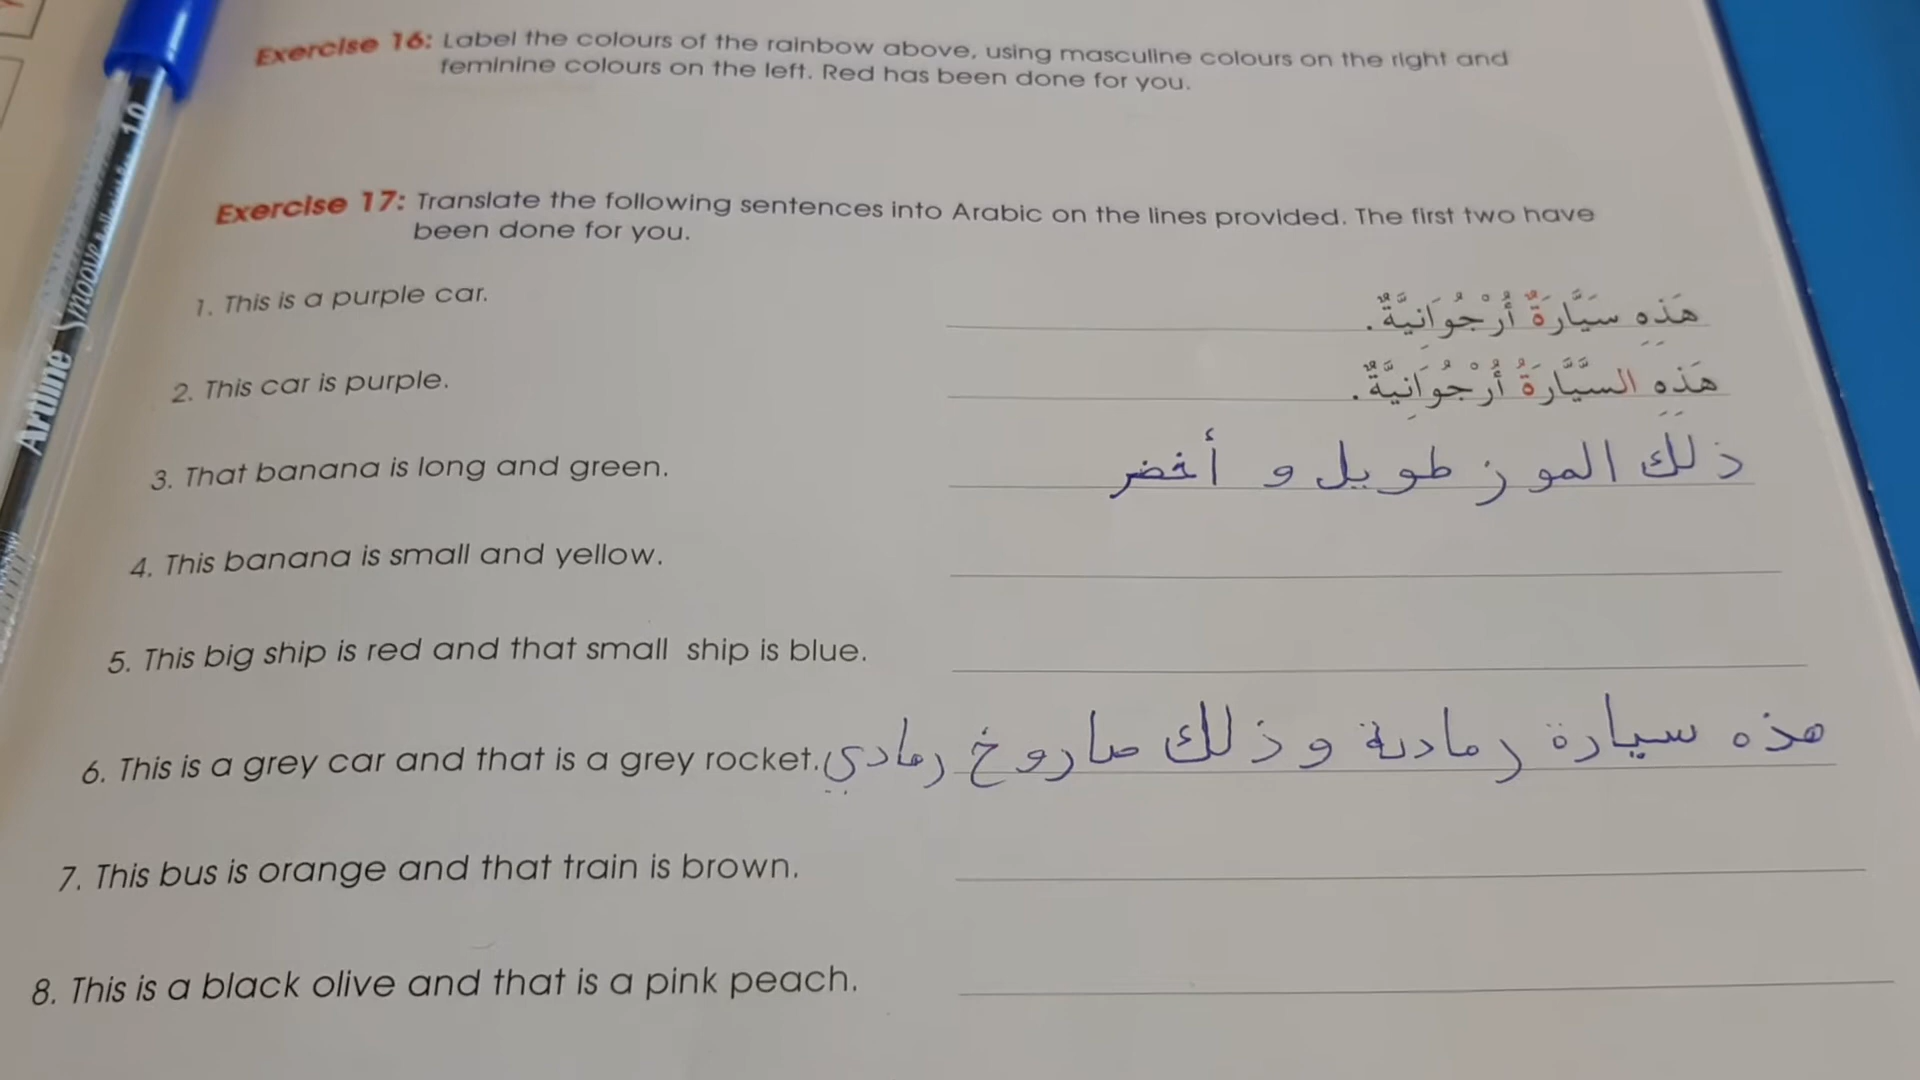 Exercise 16: Label the colours of the rainbow above, using masculine colours on the right and
feminine colours on the left. Red has been done for you.
Exercise 17: Translate the following sentences into Arabic on the lines provided. The first two have
been done for you.
1. This is a purple car.
هَذِهِ سَيَّارَةٌ أُرْجُوَانِيَّةٌ.
2. This car is purple.
هَذِهِ السَّيَّارَةُ أُرْجُوَانِيَّةٌ.
3. That banana is long and green.
ذلك الموز طويل و أخضر
4. This banana is small and yellow.
5. This big ship is red and that small ship is blue.
6. This is a grey car and that is a grey rocket.
هذه سيارة رمادية وذلك صاروخ رمادي
7. This bus is orange and that train is brown.
8. This is a black olive and that is a pink peach.
Artline Smoove 1.0